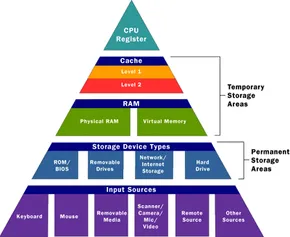 CPU
Register
Cache
Level 1
Level 2
Temporary
Storage
Areas
RAM
Physical RAM
Virtual Memory
Storage Device Types
ROM/
BIOS
Removable
Drives
Network/
Internet
Storage
Hard
Drive
Permanent
Storage
Areas
Input Sources
Keyboard
Mouse
Removable
Media
Scanner/
Camera/
Mic/
Video
Remote
Source
Other
Sources